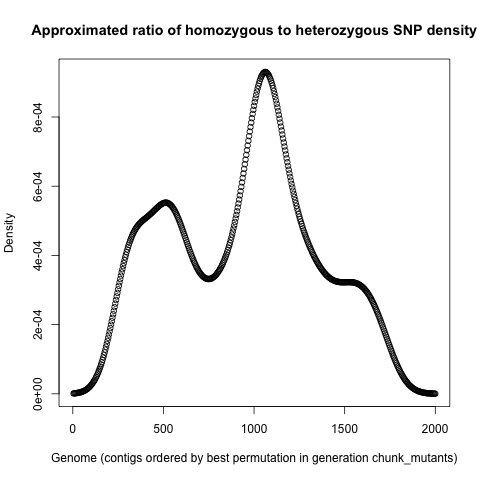 Approximated ratio of homozygous to heterozygous SNP density
Density
8e-04
6e-04
4e-04
2e-04
0e+00
0 500 1000 1500 2000
Genome (contigs ordered by best permutation in generation chunk_mutants)